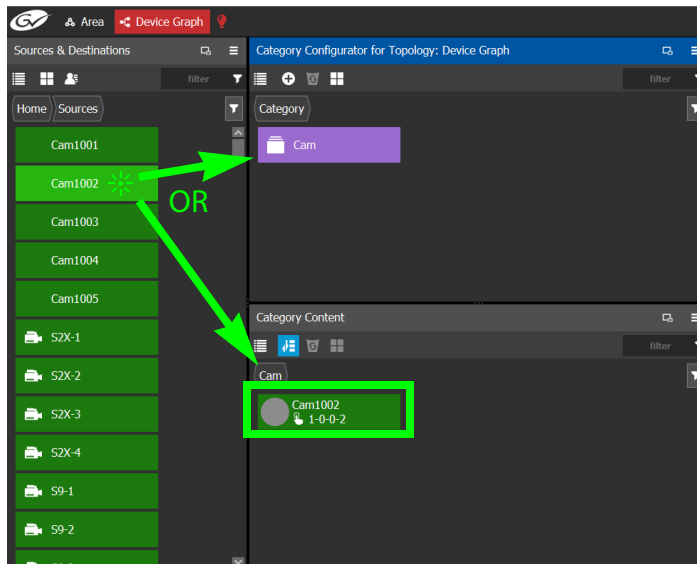 GV Area Device Graph
Sources & Destinations
filter
Home Sources
Cam1001
Cam1002
Cam1003
Cam1004
Cam1005
S2X-1
S2X-2
S2X-3
S2X-4
S9-1
S9-2
OR
Category Configurator for Topology: Device Graph
filter
Category
Cam
Category Content
filter
Cam
Cam1002
1-0-0-2